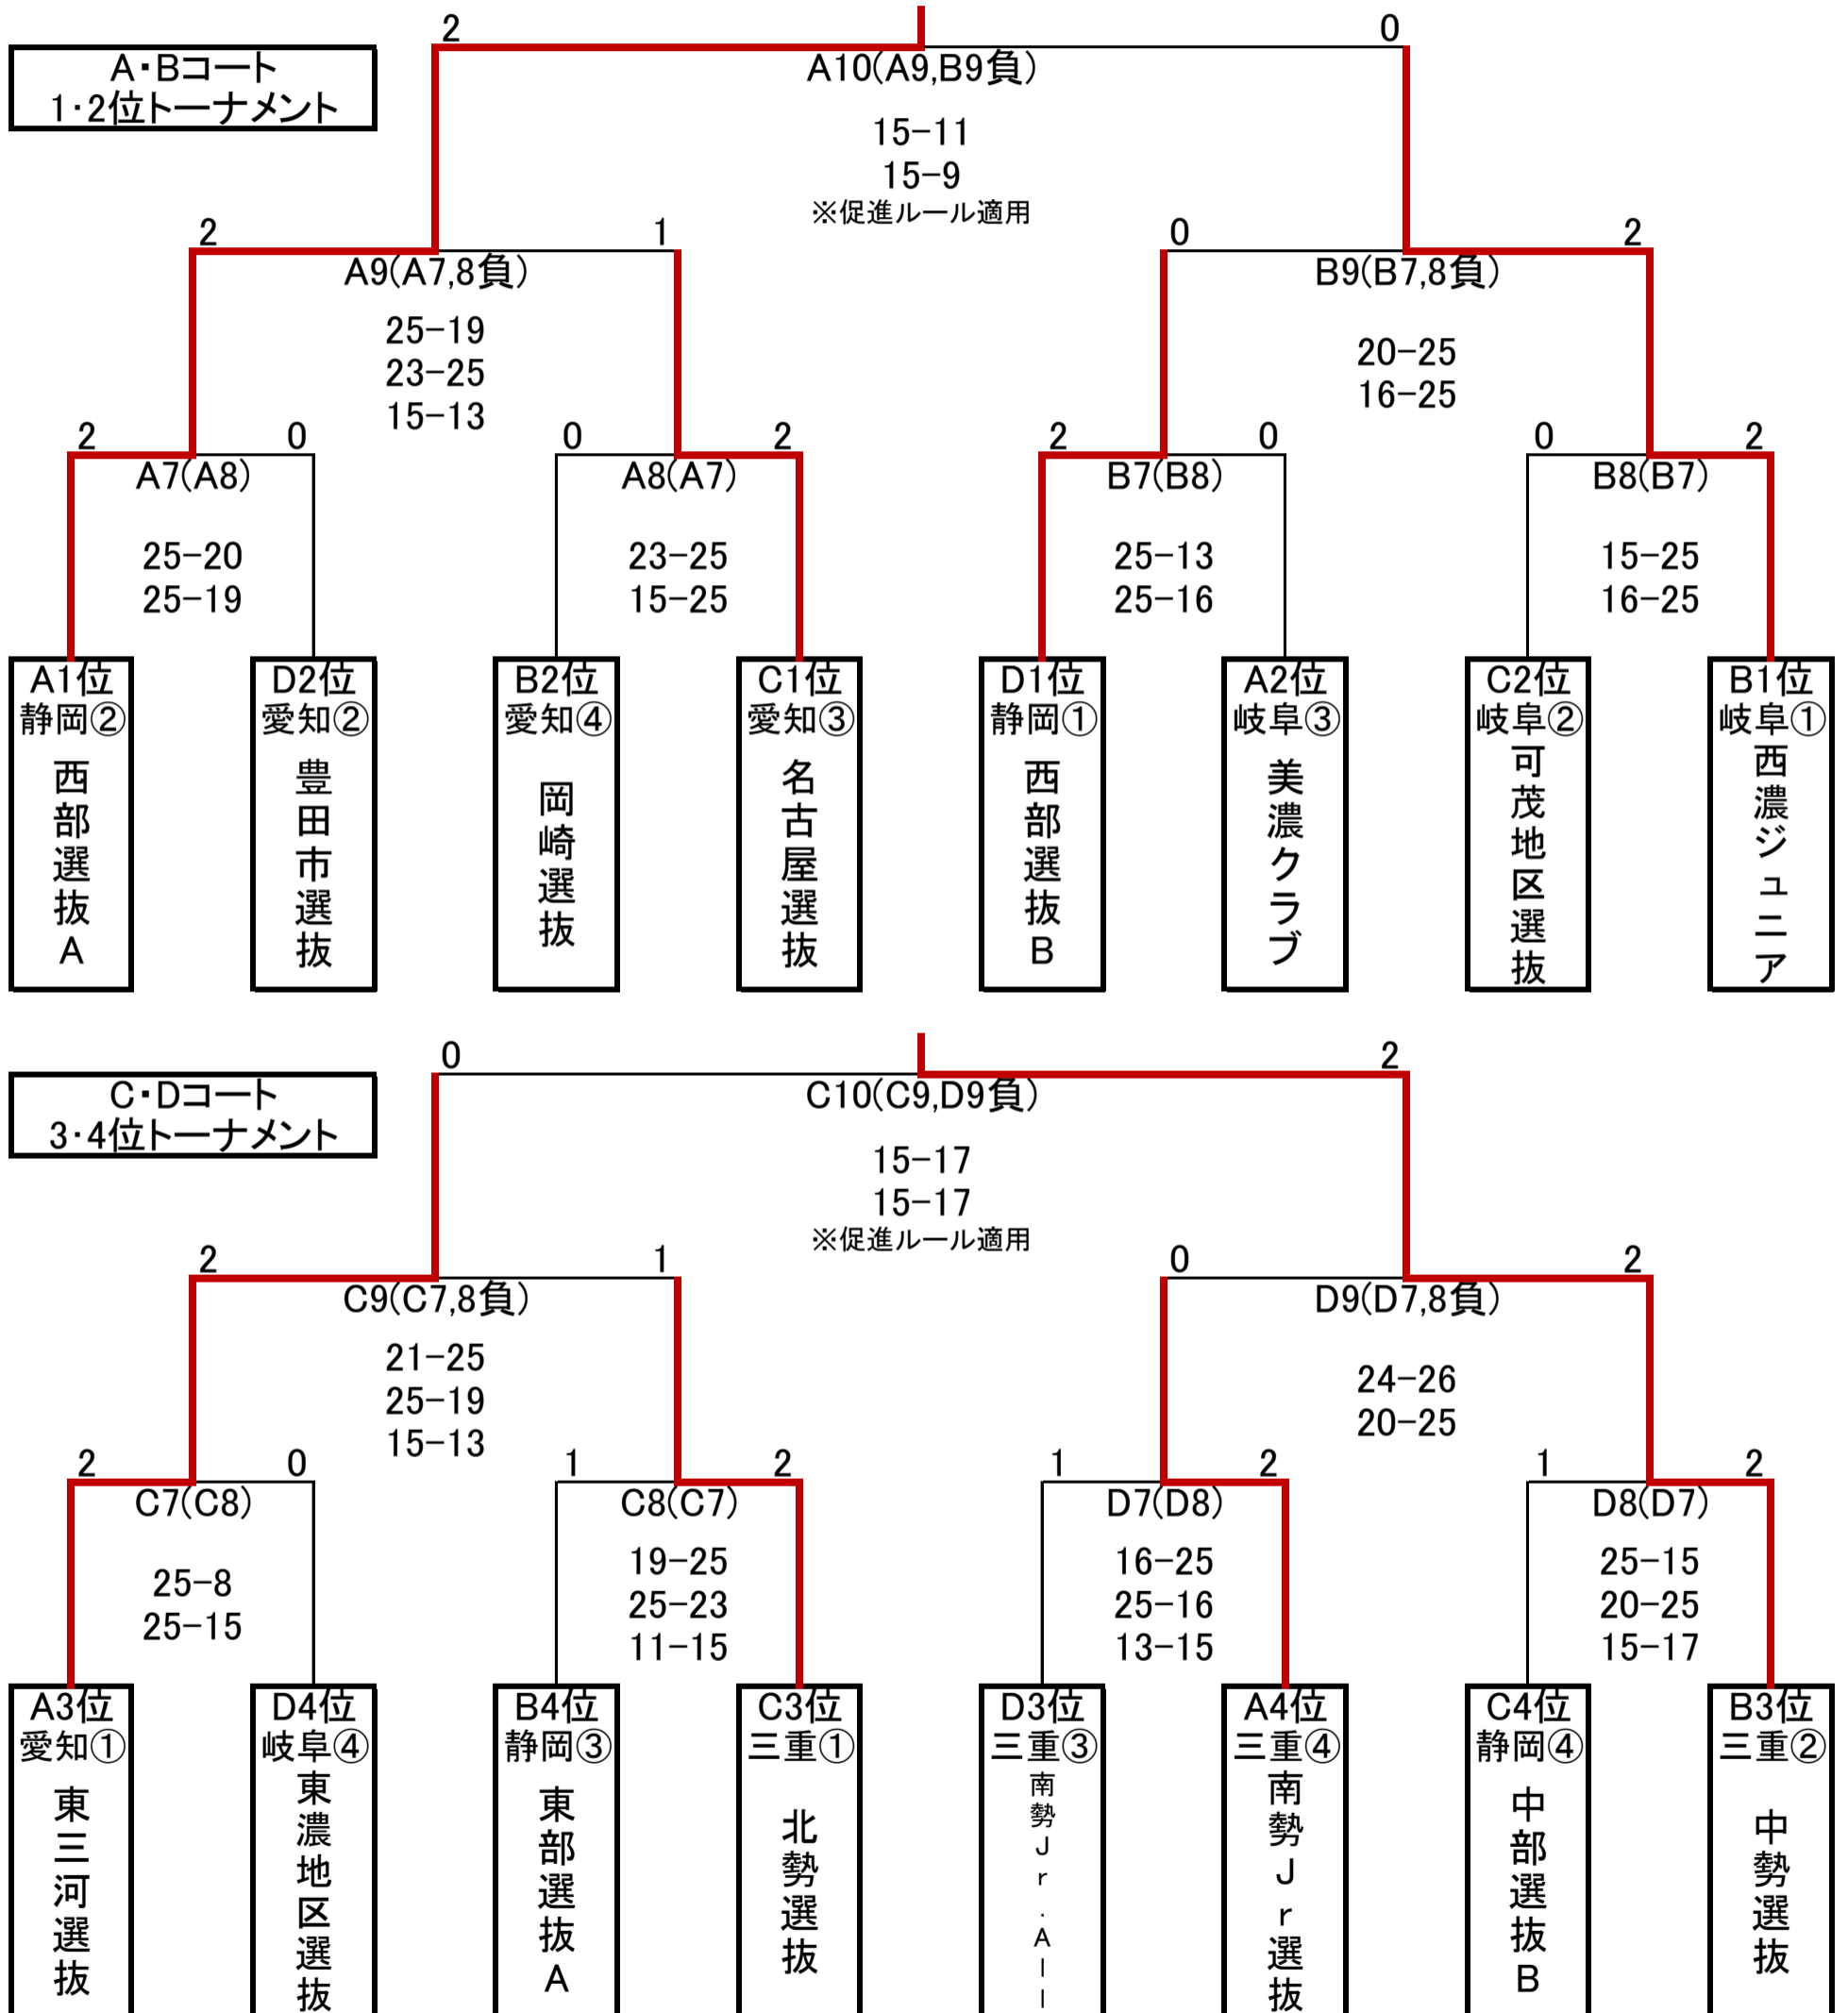 2
0
A・Bコート
1・2位トーナメント
A10(A9,B9負)
15-11
15-9
※促進ルール適用
2
1
0
2
A9(A7,8負)
B9(B7,8負)
25-19
23-25
15-13
20-25
16-25
2
0
0
2
2
0
0
2
A7(A8)
A8(A7)
B7(B8)
B8(B7)
25-20
25-19
23-25
15-25
25-13
25-16
15-25
16-25
A1位
静岡②
西部選抜A
D2位
愛知②
豊田市選抜
B2位
愛知④
岡崎選抜
C1位
愛知③
名古屋選抜
D1位
静岡①
西部選抜B
A2位
岐阜③
美濃クラブ
C2位
岐阜②
可茂地区選抜
B1位
岐阜①
西濃ジュニア
0
2
C・Dコート
3・4位トーナメント
C10(C9,D9負)
15-17
15-17
※促進ルール適用
2
1
0
2
C9(C7,8負)
D9(D7,8負)
21-25
25-19
15-13
24-26
20-25
2
0
1
2
1
2
1
2
C7(C8)
C8(C7)
D7(D8)
D8(D7)
25-8
25-15
19-25
25-23
11-15
16-25
25-16
13-15
25-15
20-25
15-17
A3位
愛知①
東三河選抜
D4位
岐阜④
東濃地区選抜
B4位
静岡③
東部選抜A
C3位
三重①
北勢選抜
D3位
三重③
南勢Jr.All
A4位
三重④
南勢Jr選抜
C4位
静岡④
中部選抜B
B3位
三重②
中勢選抜